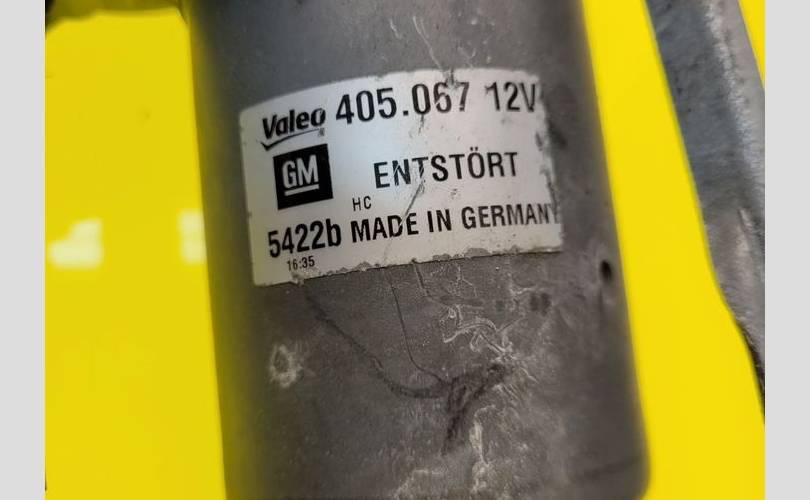 Valeo 405.067 12V
GM ENTSTÖRT
HC
5422b MADE IN GERMANY
16:35